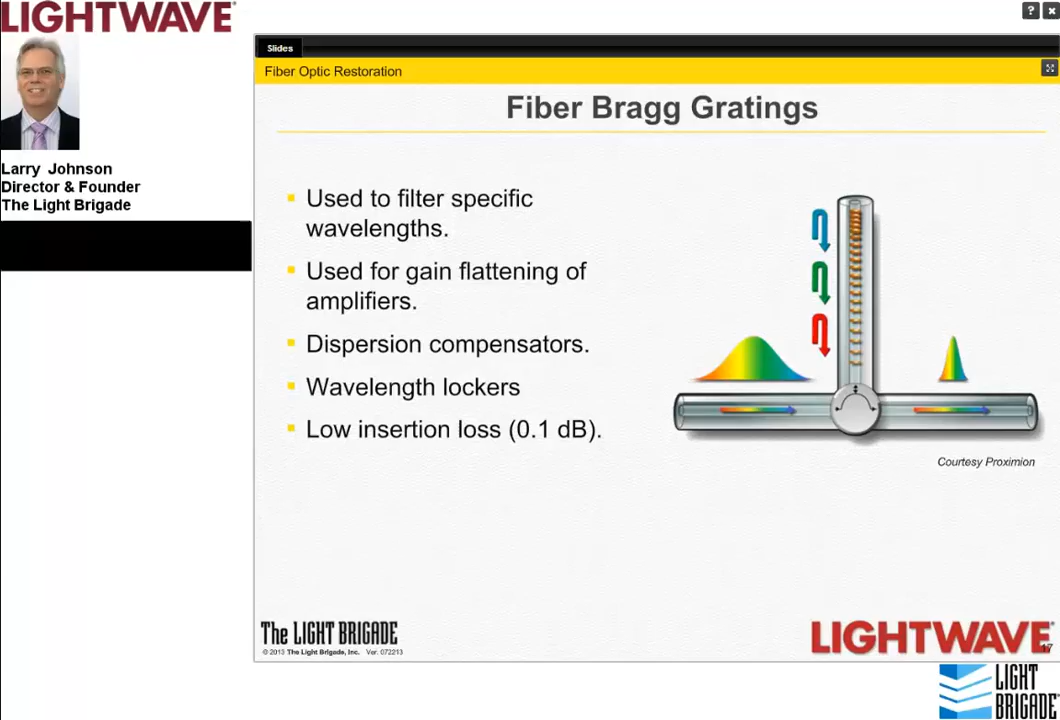 LIGHTWAVE
Larry Johnson
Director & Founder
The Light Brigade
Slides
Fiber Optic Restoration
Fiber Bragg Gratings
Used to filter specific
wavelengths.
Used for gain flattening of
amplifiers.
Dispersion compensators.
Wavelength lockers
Low insertion loss (0.1 dB).
Courtesy Proximion
The LIGHT BRIGADE
© 2013 The Light Brigade, Inc. Ver. 072213
LIGHTWAVE
17
LIGHT
BRIGADE